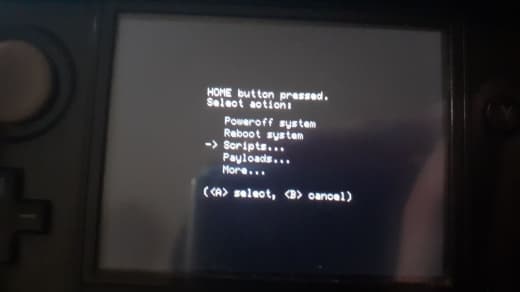 HOME button pressed.
Select action:
Poweroff system
Reboot system
-> Scripts...
Payloads...
More...
(<A> select, <B> cancel)